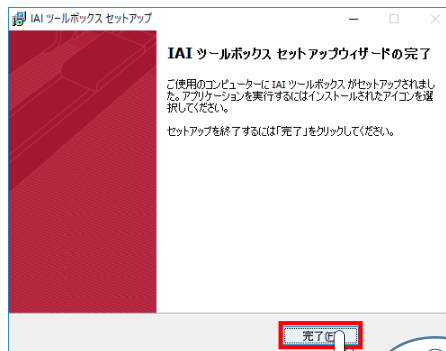 IAI ツールボックス セットアップ
IAI ツールボックス セットアップウィザードの完了
ご使用のコンピューターに IAI ツールボックス がセットアップされまし
た。アプリケーションを実行するにはインストールされたアイコンを選
択してください。
セットアップを終了するには「完了」をクリックしてください。
完了(F)